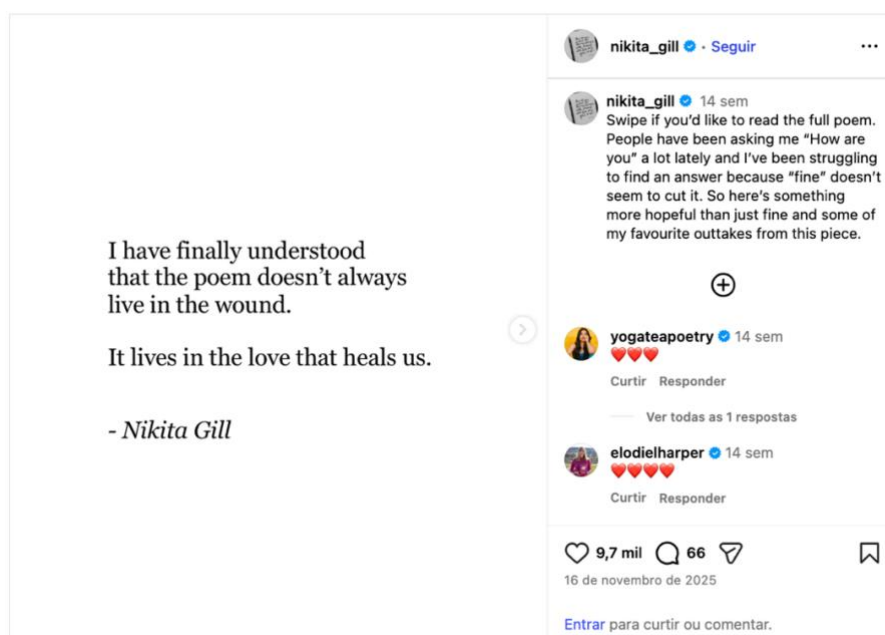 I have finally understood
that the poem doesn’t always
live in the wound.
It lives in the love that heals us.
- Nikita Gill
nikita_gill • Seguir
nikita_gill 14 sem
Swipe if you’d like to read the full poem.
People have been asking me “How are
you” a lot lately and I’ve been struggling
to find an answer because “fine” doesn’t
seem to cut it. So here’s something
more hopeful than just fine and some of
my favourite outtakes from this piece.
yogateapoetry 14 sem
❤️❤️❤️
Curtir Responder
Ver todas as 1 respostas
elodielharper 14 sem
❤️❤️❤️❤️
Curtir Responder
9,7 mil 66
16 de novembro de 2025
Entrar para curtir ou comentar.